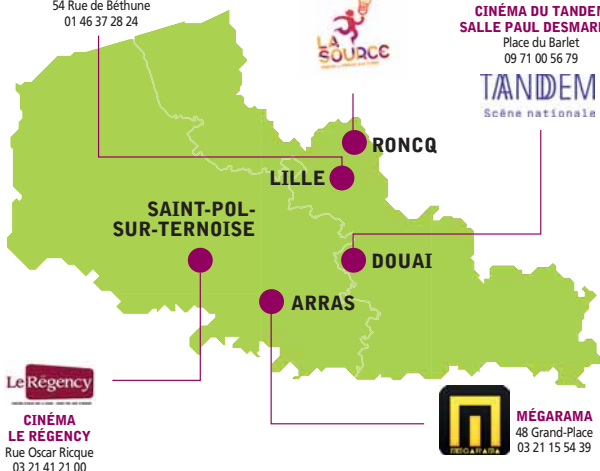 54 Rue de Béthune
01 46 37 28 24
LA
SOURCE
CINÉMA DU TANDEM
SALLE PAUL
Place du Barlet
09 71 00 56 79
TANDEM
Scène nationale
RONCQ
LILLE
SAINT-POL-
SUR-TERNOISE
DOUAI
ARRAS
Le Régency
CINÉMA
LE RÉGENCY
Rue Oscar Ricque
03 21 41 21 00
MEGARAMA
MÉGARAMA
48 Grand-Place
03 21 15 54 39